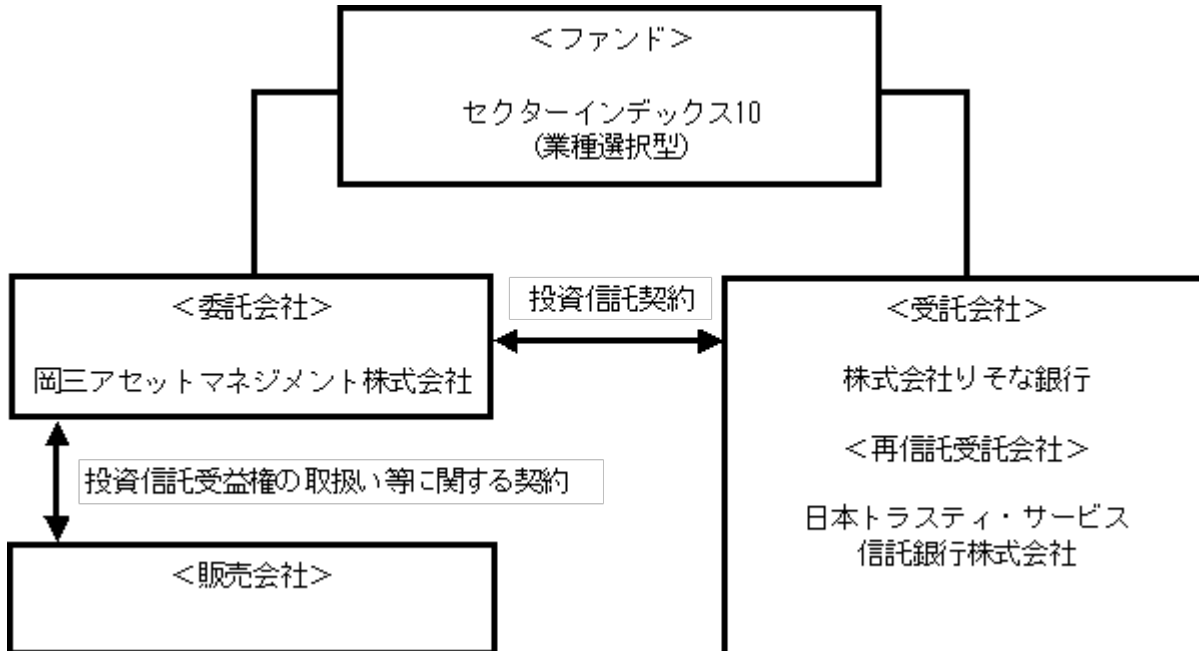 ＜ファンド＞
セクターインデックス10
(業種選択型)
＜委託会社＞
岡三アセットマネジメント株式会社
投資信託契約
＜受託会社＞
株式会社りそな銀行
＜再信託受託会社＞
日本トラスティ・サービス
信託銀行株式会社
投資信託受益権の取扱い等に関する契約
＜販売会社＞